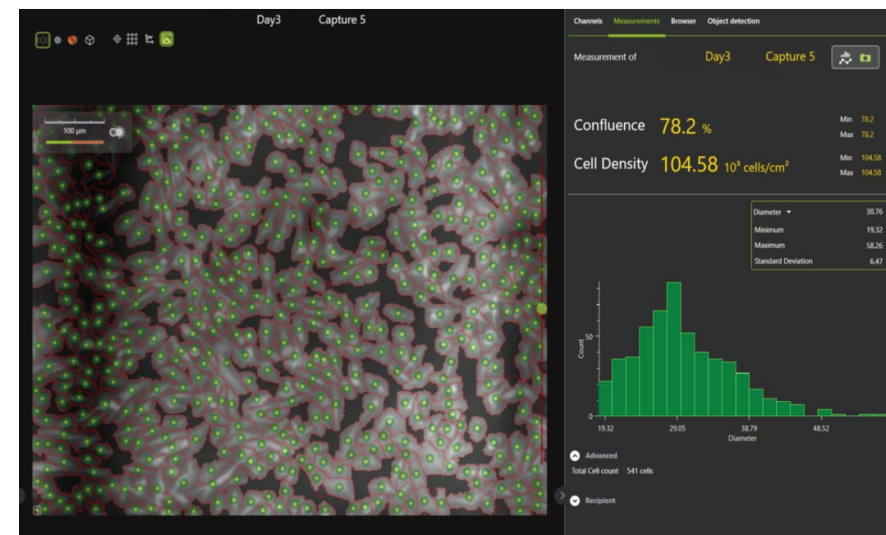 Day3 Capture 5
100 µm
Channels Measurements Browser Object detection
Measurement of Day3 Capture 5
Confluence 78.2 %
Min 78.2
Max 78.2
Cell Density 104.58 10³ cells/cm²
Min 104.58
Max 104.58
Diameter 30.76
Minimum 19.32
Maximum 58.26
Standard Deviation 6.47
Count
50
0
19.32 29.05 38.79 48.52
Diameter
Advanced
Total Cell count 541 cells
Recipient